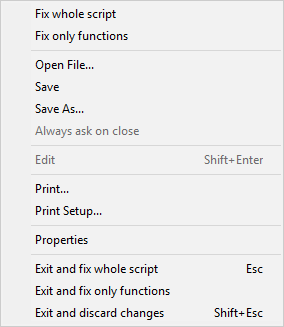 Fix whole script
Fix only functions
Open File...
Save
Save As...
Always ask on close
Edit Shift+Enter
Print...
Print Setup...
Properties
Exit and fix whole script Esc
Exit and fix only functions
Exit and discard changes Shift+Esc